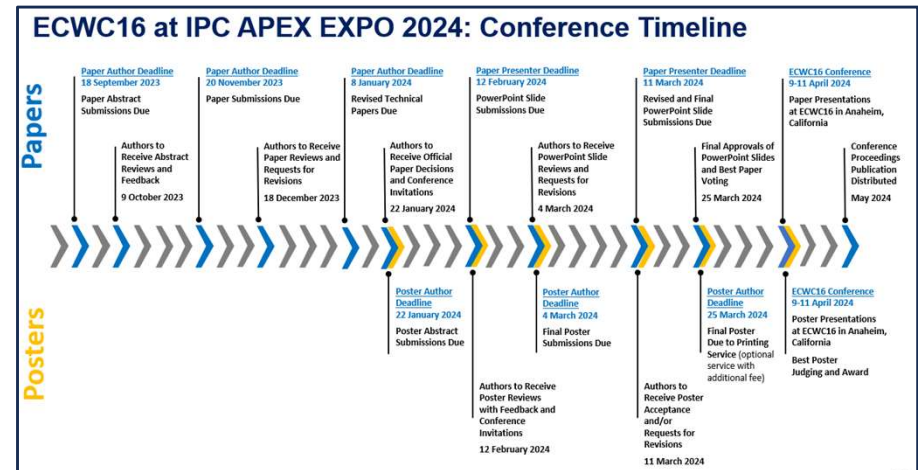 ECWC16 at IPC APEX EXPO 2024: Conference Timeline
Papers
Paper Author Deadline
18 September 2023
Paper Abstract
Submissions Due
Authors to
Receive Abstract
Reviews and
Feedback
9 October 2023
Paper Author Deadline
20 November 2023
Paper Submissions Due
Authors to Receive
Paper Reviews and
Requests for
Revisions
18 December 2023
Paper Author Deadline
8 January 2024
Revised Technical
Papers Due
Authors to
Receive Official
Paper Decisions
and Conference
Invitations
22 January 2024
Paper Presenter Deadline
12 February 2024
PowerPoint Slide
Submissions Due
Authors to Receive
PowerPoint Slide
Reviews and
Requests for
Revisions
4 March 2024
Paper Presenter Deadline
11 March 2024
Revised and Final
PowerPoint Slide
Submissions Due
Final Approvals of
PowerPoint Slides
and Best Paper
Voting
25 March 2024
ECWC16 Conference
9-11 April 2024
Paper Presentations
at ECWC16 in Anaheim,
California
Conference
Proceedings
Publication
Distributed
May 2024
Posters
Poster Author
Deadline
22 January 2024
Poster Abstract
Submissions Due
Authors to Receive
Poster Reviews
with Feedback and
Conference
Invitations
12 February 2024
Poster Author
Deadline
4 March 2024
Final Poster
Submissions Due
Authors to
Receive Poster
Acceptance
and/or
Requests for
Revisions
11 March 2024
Poster Author
Deadline
25 March 2024
Final Poster
Due to Printing
Service (optional
service with
additional fee)
ECWC16 Conference
9-11 April 2024
Poster Presentations
at ECWC16 in Anaheim,
California
Best Poster
Judging and Award